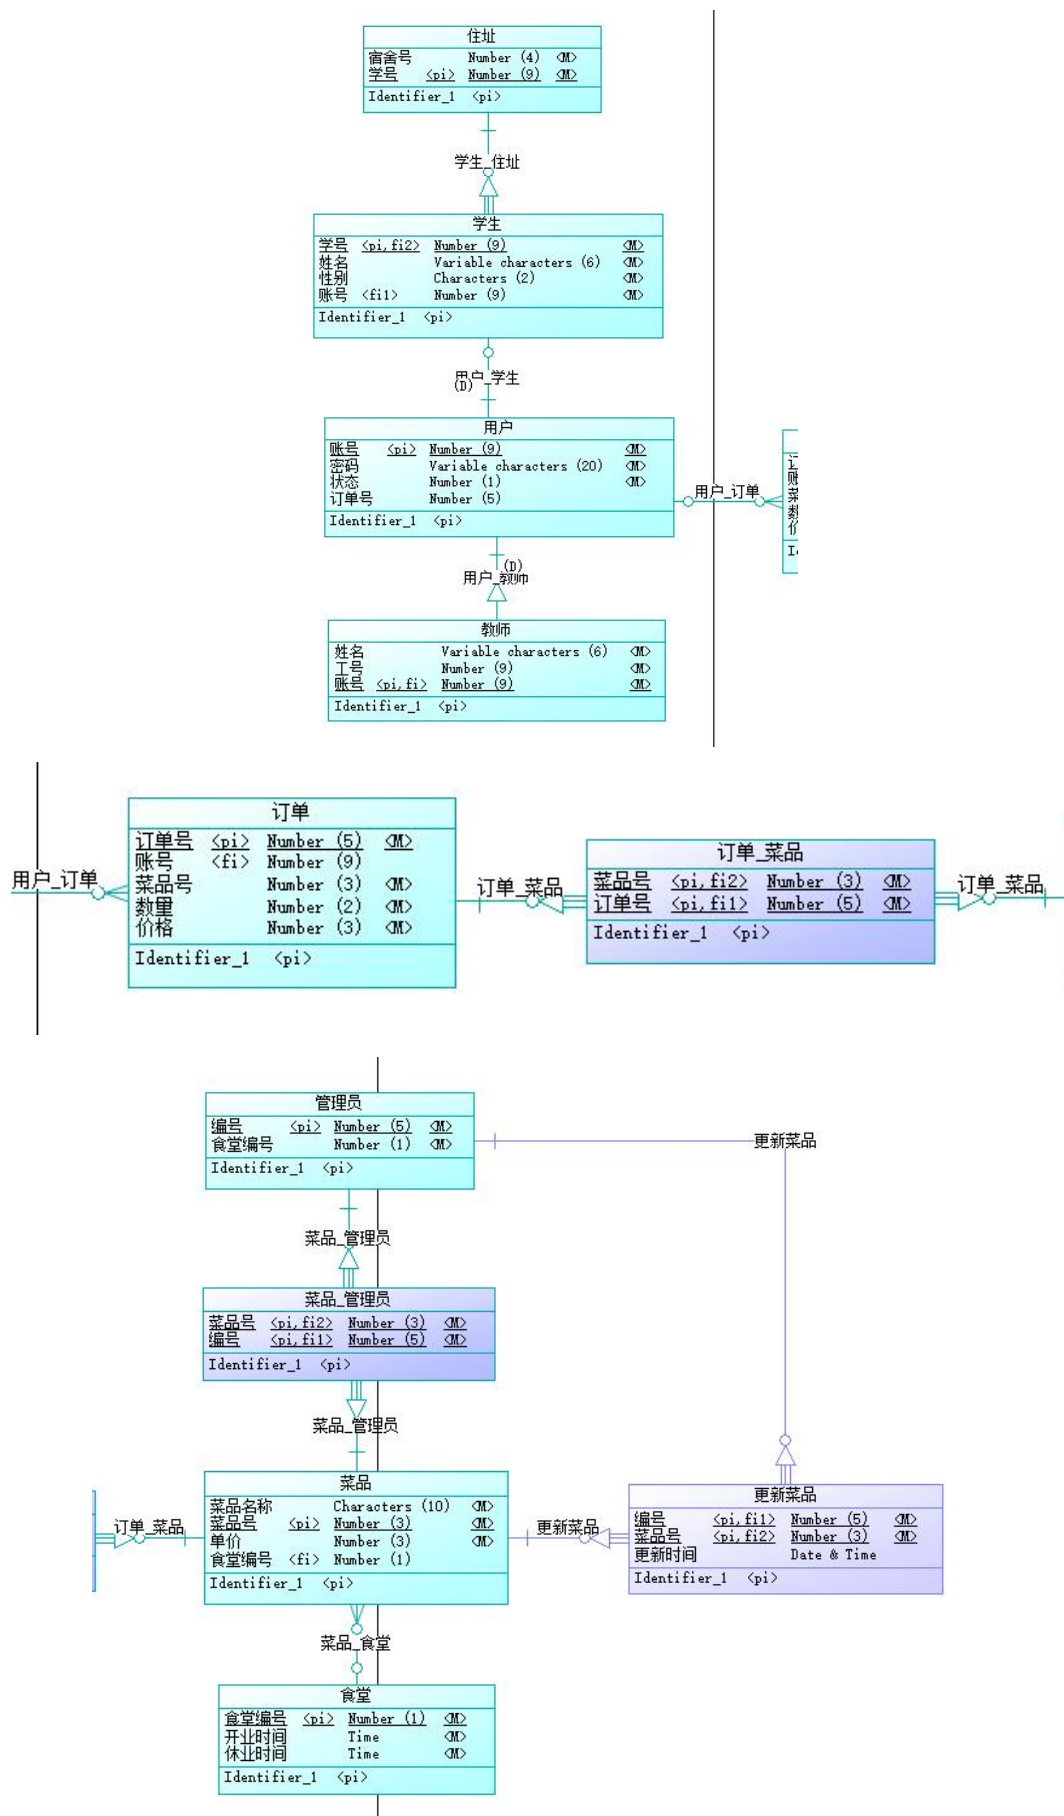 住址
宿舍号 Number (4) <M>
学号 <pi> Number (9) <M>
Identifier_1 <pi>
学生_住址
学生
学号 <pi,fi2> Number (9) <M>
姓名 Variable characters (6) <M>
性别 Characters (2) <M>
账号 <fi1> Number (9) <M>
Identifier_1 <pi>
用户_学生
(D)
用户
账号 <pi> Number (9) <M>
密码 Variable characters (20) <M>
状态 Number (1) <M>
订单号 Number (5)
Identifier_1 <pi>
用户_订单
(D)
用户_教师
教师
姓名 Variable characters (6) <M>
工号 Number (9) <M>
账号 <pi,fi> Number (9) <M>
Identifier_1 <pi>
订单
订单号 <pi> Number (5) <M>
账号 <fi> Number (9)
菜品号 Number (3) <M>
数量 Number (2) <M>
价格 Number (3) <M>
Identifier_1 <pi>
用户_订单
订单_菜品
订单_菜品
菜品号 <pi,fi2> Number (3) <M>
订单号 <pi,fi1> Number (5) <M>
Identifier_1 <pi>
订单_菜品
管理员
编号 <pi> Number (5) <M>
食堂编号 Number (1) <M>
Identifier_1 <pi>
更新菜品
菜品_管理员
菜品_管理员
菜品号 <pi,fi2> Number (3) <M>
编号 <pi,fi1> Number (5) <M>
Identifier_1 <pi>
菜品_管理员
菜品
菜品名称 Characters (10) <M>
菜品号 <pi> Number (3) <M>
单价 Number (3) <M>
食堂编号 <fi> Number (1)
Identifier_1 <pi>
订单_菜品
更新菜品
更新菜品
编号 <pi,fi1> Number (5) <M>
菜品号 <pi,fi2> Number (3) <M>
更新时间 Date & Time
Identifier_1 <pi>
菜品_食堂
食堂
食堂编号 <pi> Number (1) <M>
开业时间 Time <M>
休业时间 Time <M>
Identifier_1 <pi>